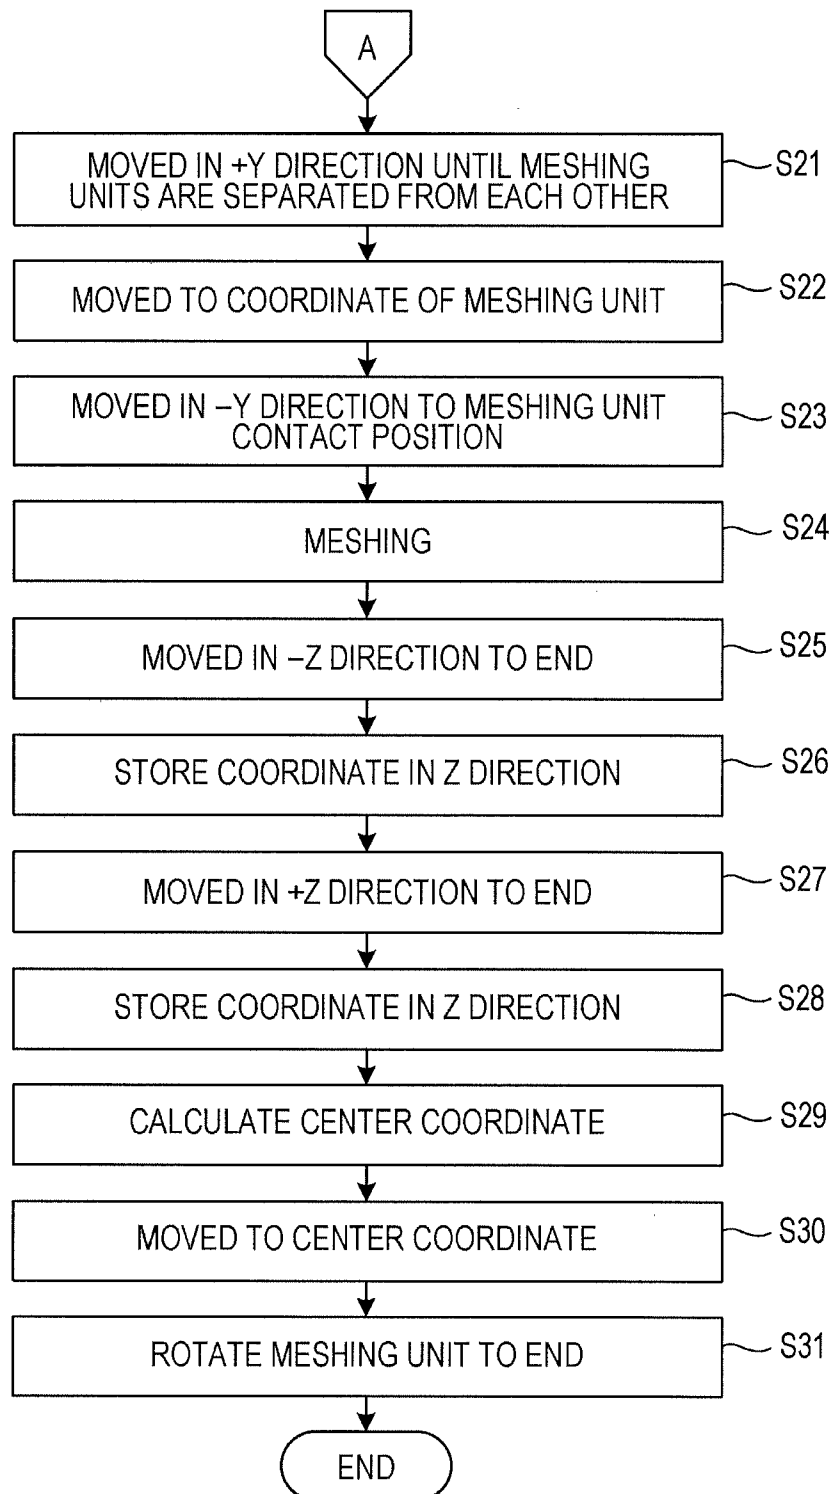 A
MOVED IN +Y DIRECTION UNTIL MESHING
UNITS ARE SEPARATED FROM EACH OTHER
S21
MOVED TO COORDINATE OF MESHING UNIT
S22
MOVED IN –Y DIRECTION TO MESHING UNIT
CONTACT POSITION
S23
MESHING
S24
MOVED IN –Z DIRECTION TO END
S25
STORE COORDINATE IN Z DIRECTION
S26
MOVED IN +Z DIRECTION TO END
S27
STORE COORDINATE IN Z DIRECTION
S28
CALCULATE CENTER COORDINATE
S29
MOVED TO CENTER COORDINATE
S30
ROTATE MESHING UNIT TO END
S31
END